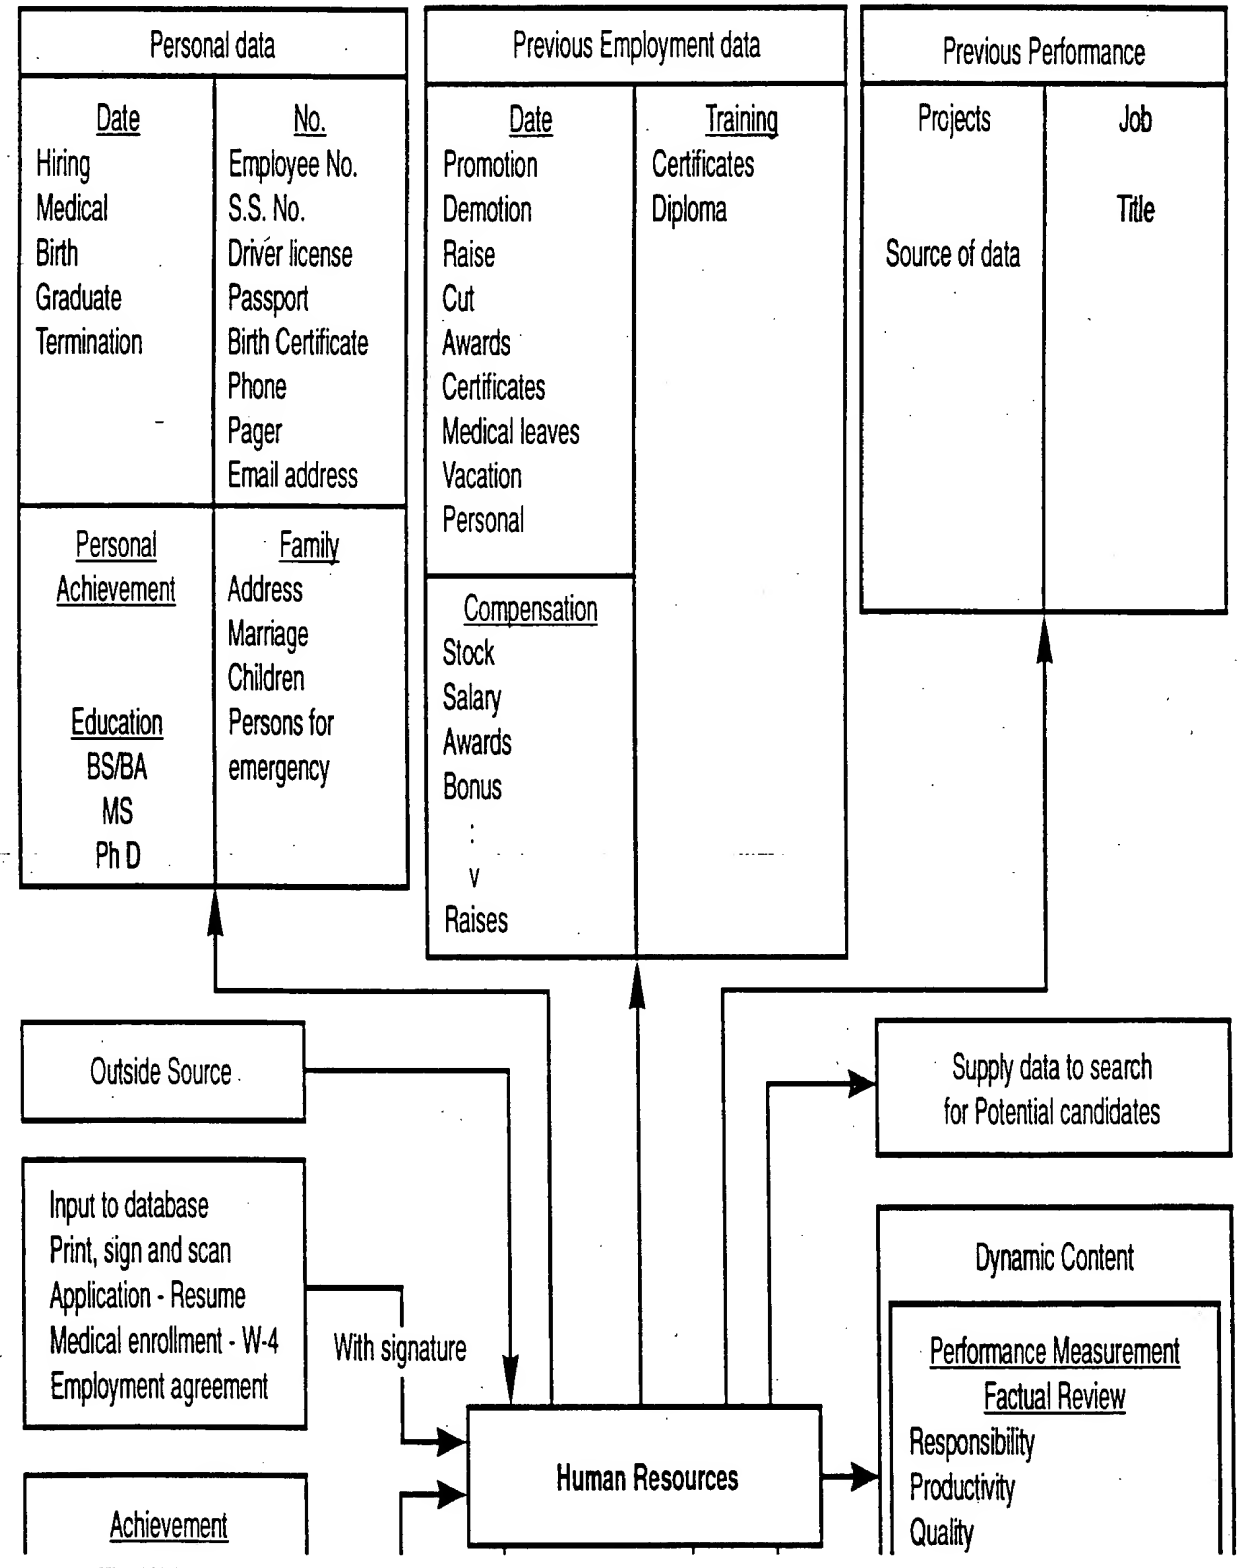 Personal data
Date
Hiring
Medical
Birth
Graduate
Termination
No.
Employee No.
S.S. No.
Driver license
Passport
Birth Certificate
Phone
Pager
Email address
Personal
Achievement
Education
BS/BA
MS
Ph D
Family
Address
Marriage
Children
Persons for
emergency
Previous Employment data
Date
Promotion
Demotion
Raise
Cut
Awards
Certificates
Medical leaves
Vacation
Personal
Training
Certificates
Diploma
Compensation
Stock
Salary
Awards
Bonus
:
v
Raises
Previous Performance
Projects
Source of data
Job
Title
Outside Source
Supply data to search
for Potential candidates
Input to database
Print, sign and scan
Application - Resume
Medical enrollment - W-4
Employment agreement
With signature
Human Resources
Dynamic Content
Performance Measurement
Factual Review
Responsibility
Productivity
Quality
Achievement